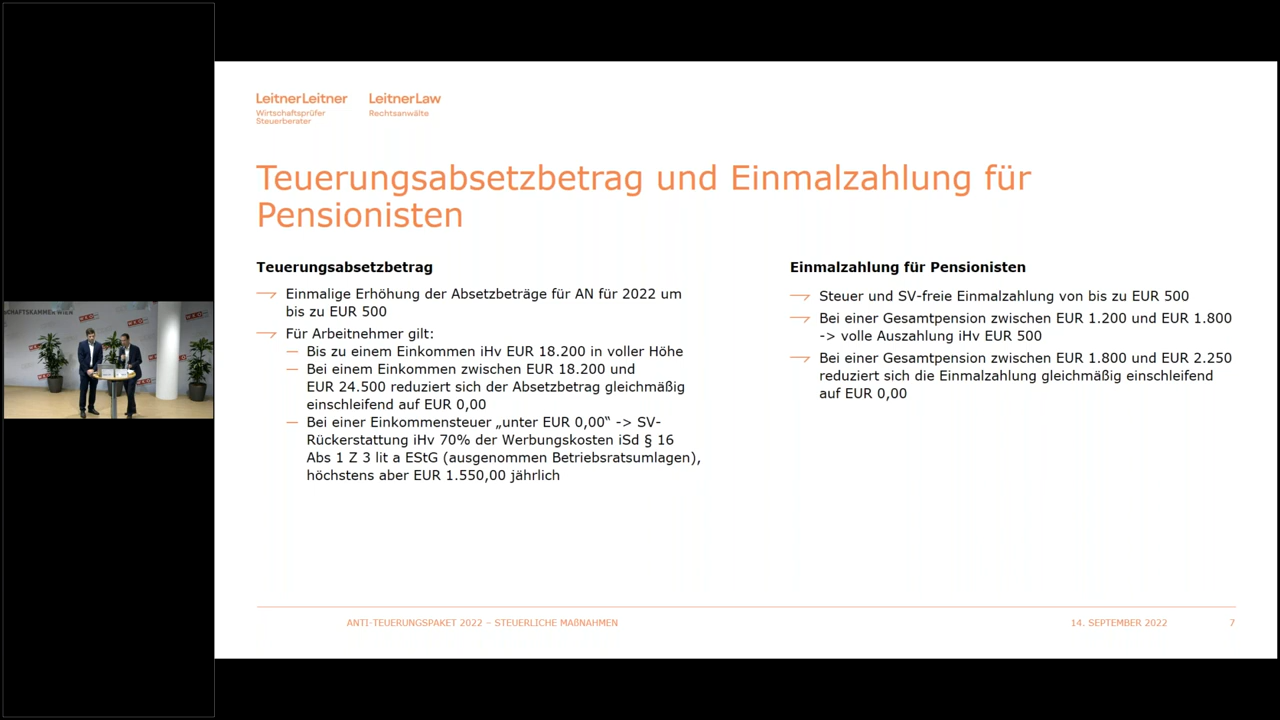 LeitnerLeitner
Wirtschaftsprüfer
Steuerberater
LeitnerLaw
Rechtsanwälte
Teuerungsabsetzbetrag und Einmalzahlung für
Pensionisten
Teuerungsabsetzbetrag
Einmalige Erhöhung der Absetzbeträge für AN für 2022 um
bis zu EUR 500
Für Arbeitnehmer gilt:
Bis zu einem Einkommen iHv EUR 18.200 in voller Höhe
Bei einem Einkommen zwischen EUR 18.200 und
EUR 24.500 reduziert sich der Absetzbetrag gleichmäßig
einschleifend auf EUR 0,00
Bei einer Einkommensteuer „unter EUR 0,00“ -> SV-
Rückerstattung iHv 70% der Werbungskosten iSd § 16
Abs 1 Z 3 lit a EStG (ausgenommen Betriebsratsumlagen),
höchstens aber EUR 1.550,00 jährlich
Einmalzahlung für Pensionisten
Steuer und SV-freie Einmalzahlung von bis zu EUR 500
Bei einer Gesamtpension zwischen EUR 1.200 und EUR 1.800
-> volle Auszahlung iHv EUR 500
Bei einer Gesamtpension zwischen EUR 1.800 und EUR 2.250
reduziert sich die Einmalzahlung gleichmäßig einschleifend
auf EUR 0,00
ANTI-TEUERUNGSPAKET 2022 – STEUERLICHE MAßNAHMEN
14. SEPTEMBER 2022
7